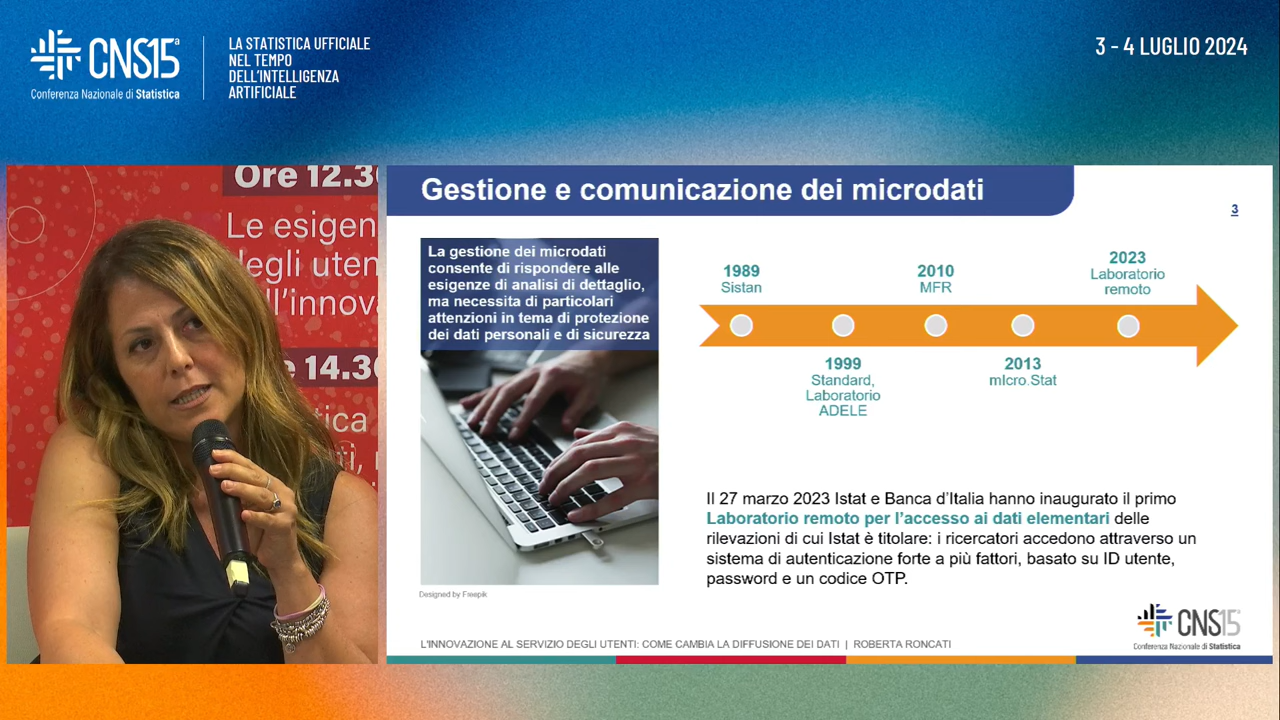 CNS15ª
Conferenza Nazionale di Statistica
LA STATISTICA UFFICIALE
NEL TEMPO
DELL'INTELLIGENZA
ARTIFICIALE
3 - 4 LUGLIO 2024
Ore 12.3
Le esigen
degli uten
ll'innova
e 14.30
tica
Gestione e comunicazione dei microdati
3
La gestione dei microdati
consente di rispondere alle
esigenze di analisi di dettaglio,
ma necessita di particolari
attenzioni in tema di protezione
dei dati personali e di sicurezza
Designed by Freepik
1989
Sistan
1999
Standard,
Laboratorio
ADELE
2010
MFR
2013
mIcro.Stat
2023
Laboratorio
remoto
Il 27 marzo 2023 Istat e Banca d'Italia hanno inaugurato il primo
Laboratorio remoto per l'accesso ai dati elementari delle
rilevazioni di cui Istat è titolare: i ricercatori accedono attraverso un
sistema di autenticazione forte a più fattori, basato su ID utente,
password e un codice OTP.
L'INNOVAZIONE AL SERVIZIO DEGLI UTENTI: COME CAMBIA LA DIFFUSIONE DEI DATI | ROBERTA RONCATI
CNS15
Conferenza Nazionale di Statistica